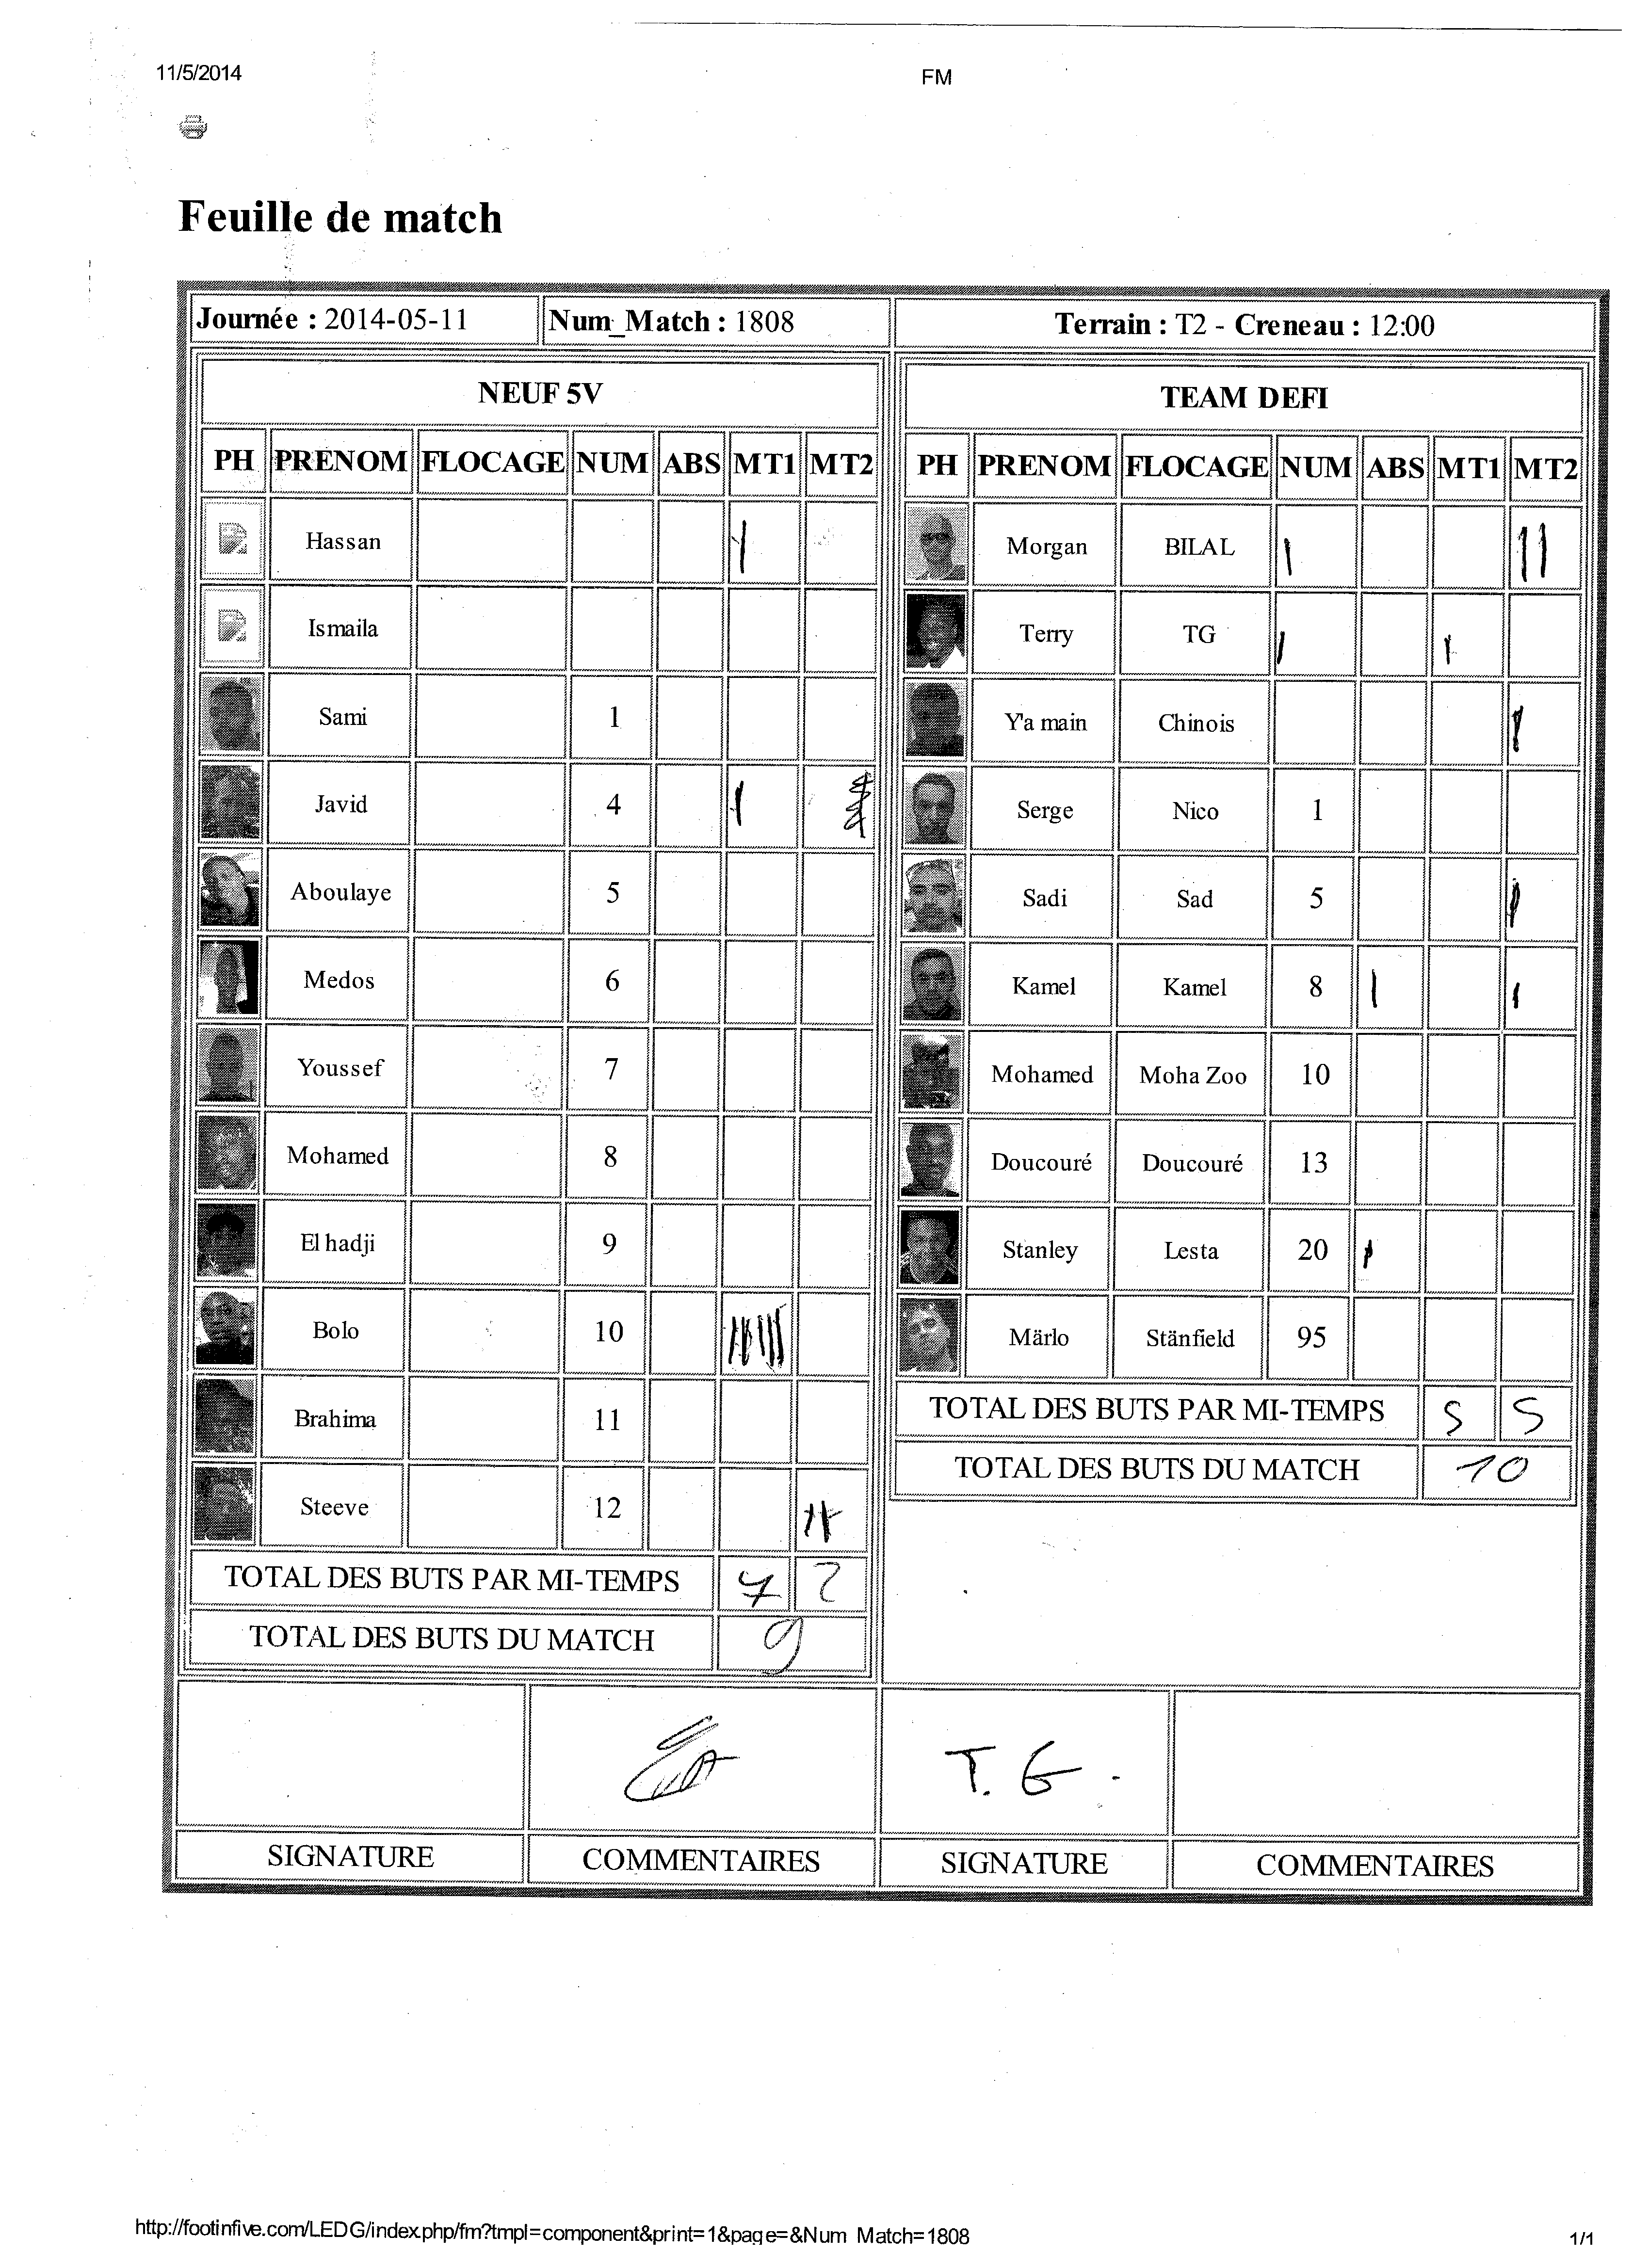 11/5/2014 FM
Feuille de match
Journée : 2014-05-11 Num_Match : 1808 Terrain : T2 - Creneau : 12:00
NEUF 5V
PH PRENOM FLOCAGE NUM ABS MT1 MT2
Hassan
Ismaila
Sami 1
Javid 4
Aboulaye 5
Medos 6
Youssef 7
Mohamed 8
El hadji 9
Bolo 10
Brahima 11
Steeve 12
TOTAL DES BUTS PAR MI-TEMPS 7 2
TOTAL DES BUTS DU MATCH 9
TEAM DEFI
PH PRENOM FLOCAGE NUM ABS MT1 MT2
Morgan BILAL
Terry TG
Y'a main Chinois
Serge Nico 1
Sadi Sad 5
Kamel Kamel 8
Mohamed Moha Zoo 10
Doucouré Doucouré 13
Stanley Lesta 20
Märlo Stänfield 95
TOTAL DES BUTS PAR MI-TEMPS 5 5
TOTAL DES BUTS DU MATCH 10
T. G.
SIGNATURE COMMENTAIRES SIGNATURE COMMENTAIRES
http://footinfive.com/LEDG/index.php/fm?tmpl=component&print=1&page=&Num_Match=1808 1/1